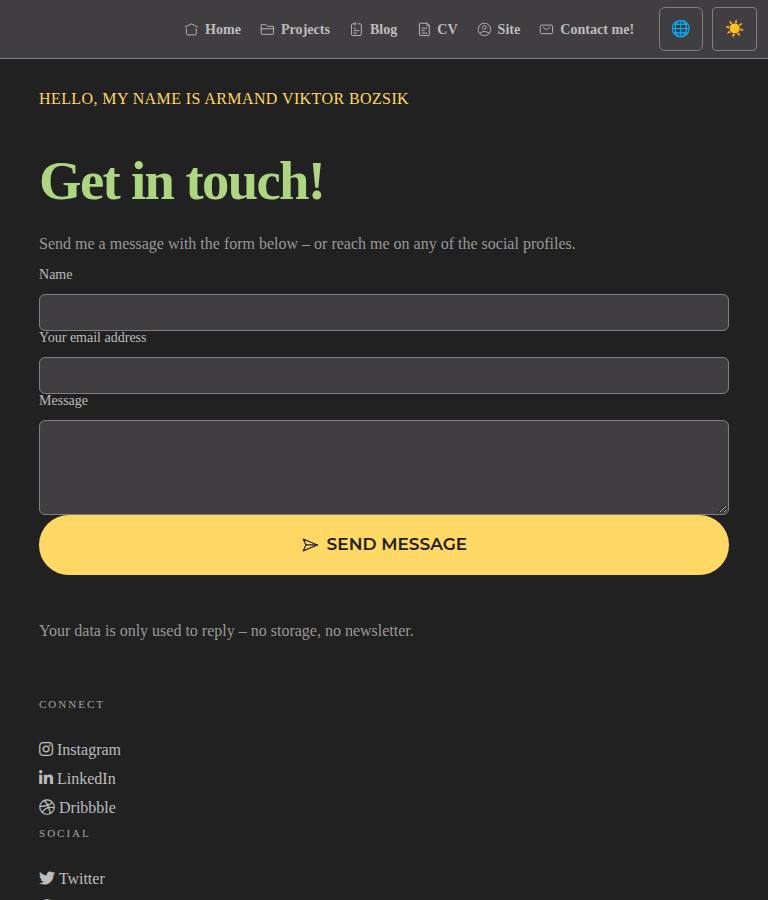 Home Projects Blog CV Site Contact me!
HELLO, MY NAME IS ARMAND VIKTOR BOZSIK
Get in touch!
Send me a message with the form below – or reach me on any of the social profiles.
Name
Your email address
Message
SEND MESSAGE
Your data is only used to reply – no storage, no newsletter.
CONNECT
Instagram
LinkedIn
Dribbble
SOCIAL
Twitter